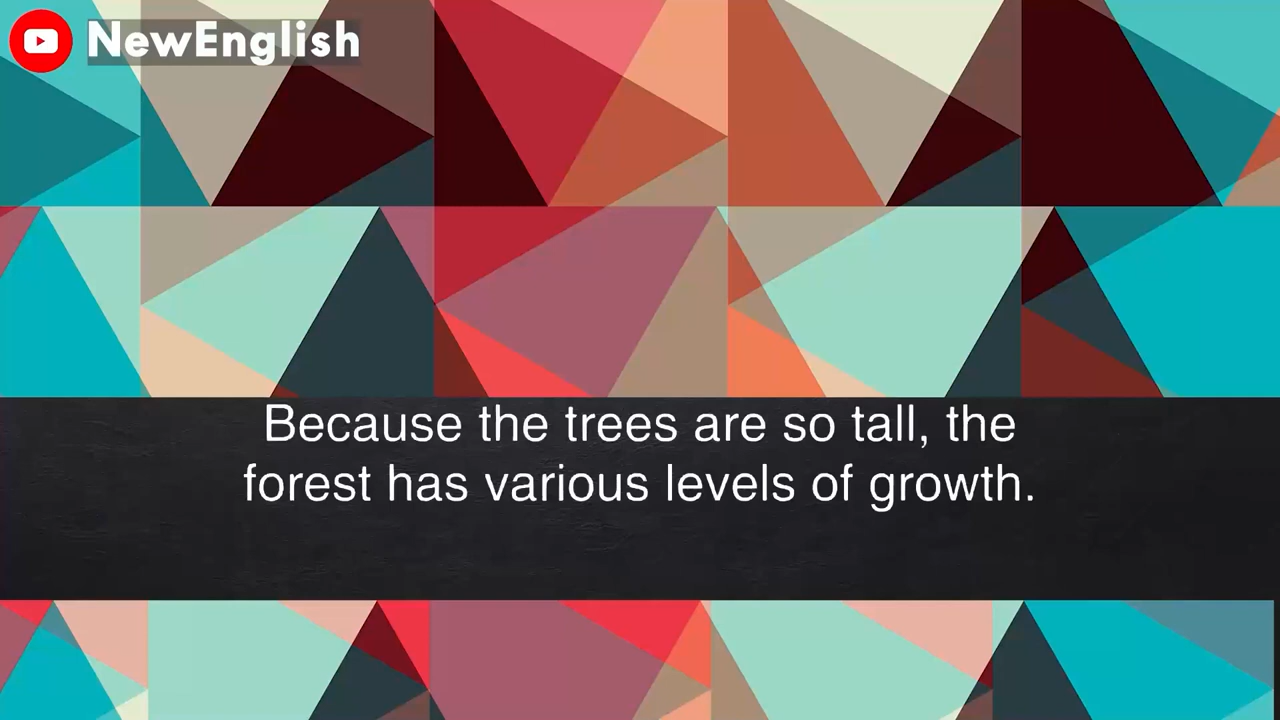 NewEnglish
Because the trees are so tall, the
forest has various levels of growth.